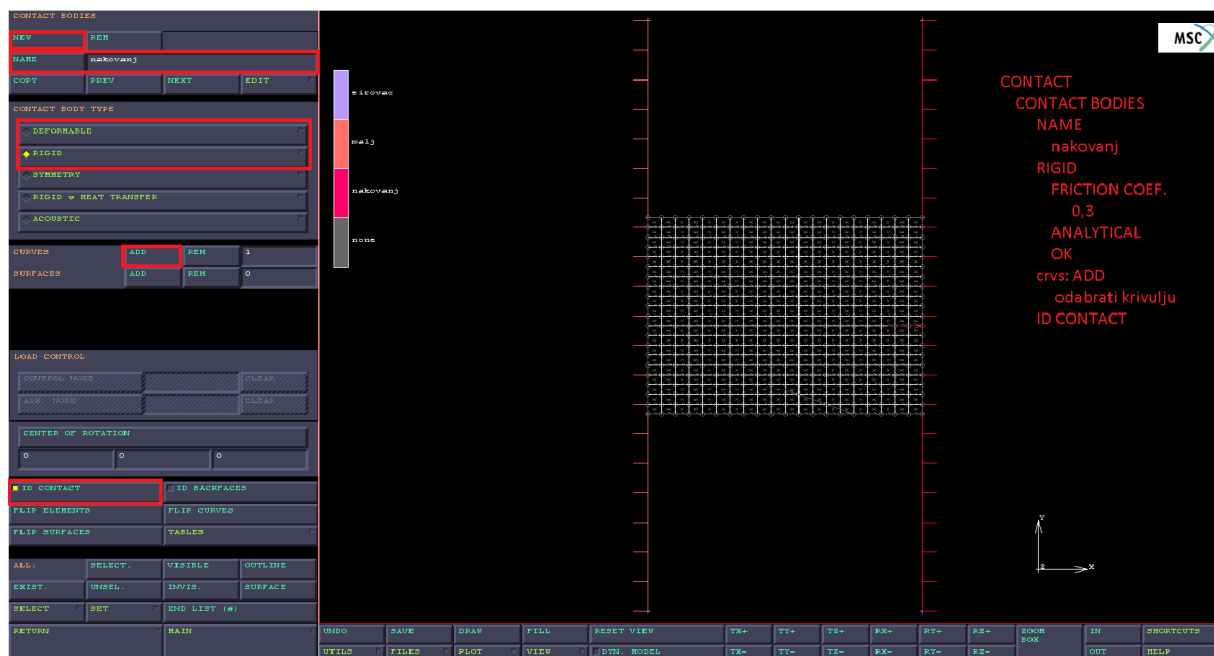 CONTACT BODIES
NEW REM
NAME nakovanj
COPY PREV NEXT EDIT
CONTACT BODY TYPE
DEFORMABLE
RIGID
SYMMETRY
RIGID w HEAT TRANSFER
ACOUSTIC
CURVES ADD REM 1
SURFACES ADD REM 0
LOAD CONTROL
CONTROL NODE CLEAR
AUX. NODE CLEAR
CENTER OF ROTATION
0 0 0
ID CONTACT ID BACKFACES
FLIP ELEMENTS FLIP CURVES
FLIP SURFACES TABLES
ALL: SELECT. VISIBLE OUTLINE
EXIST. UNSEL. INVIS. SURFACE
SELECT SET END LIST (#)
RETURN MAIN
sirovac
malj
nakovanj
none
MSC
CONTACT
CONTACT BODIES
NAME
nakovanj
RIGID
FRICTION COEF.
0,3
ANALYTICAL
OK
crvs: ADD
odabrati krivulju
ID CONTACT
Y
Z X
UNDO SAVE DRAW FILL RESET VIEW TX+ TY+ TZ+ RX+ RY+ RZ+ ZOOM BOX IN SHORTCUTS
UTILS FILES PLOT VIEW DYN. MODEL TX- TY- TZ- RX- RY- RZ- OUT HELP